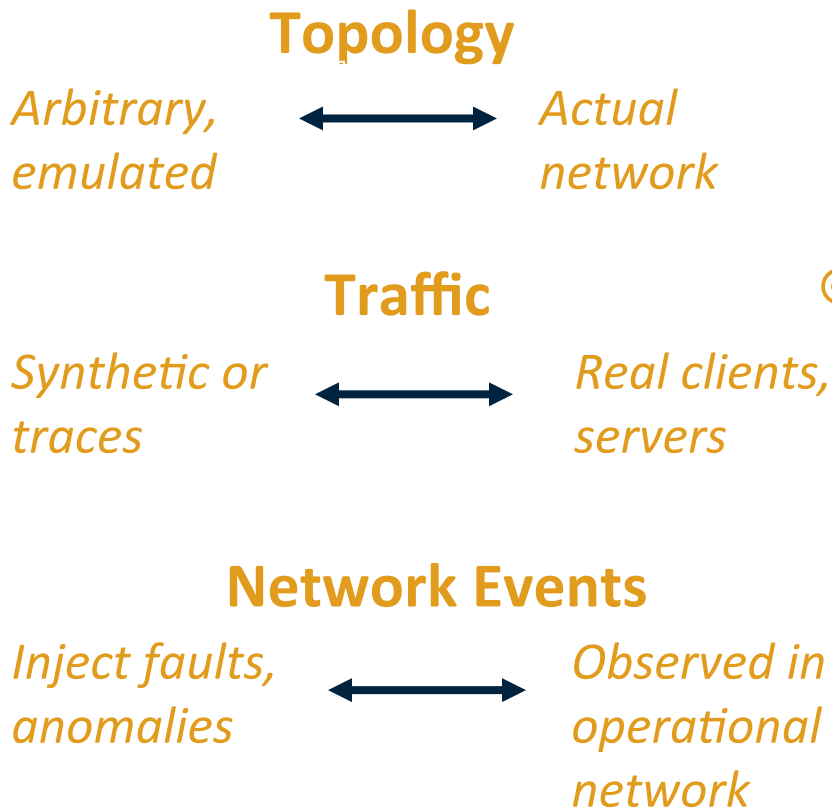 Topology
Arbitrary,
emulated
Actual
network
Traffic
Synthetic or
traces
Real clients,
servers
Network Events
Inject faults,
anomalies
Observed in
operational
network